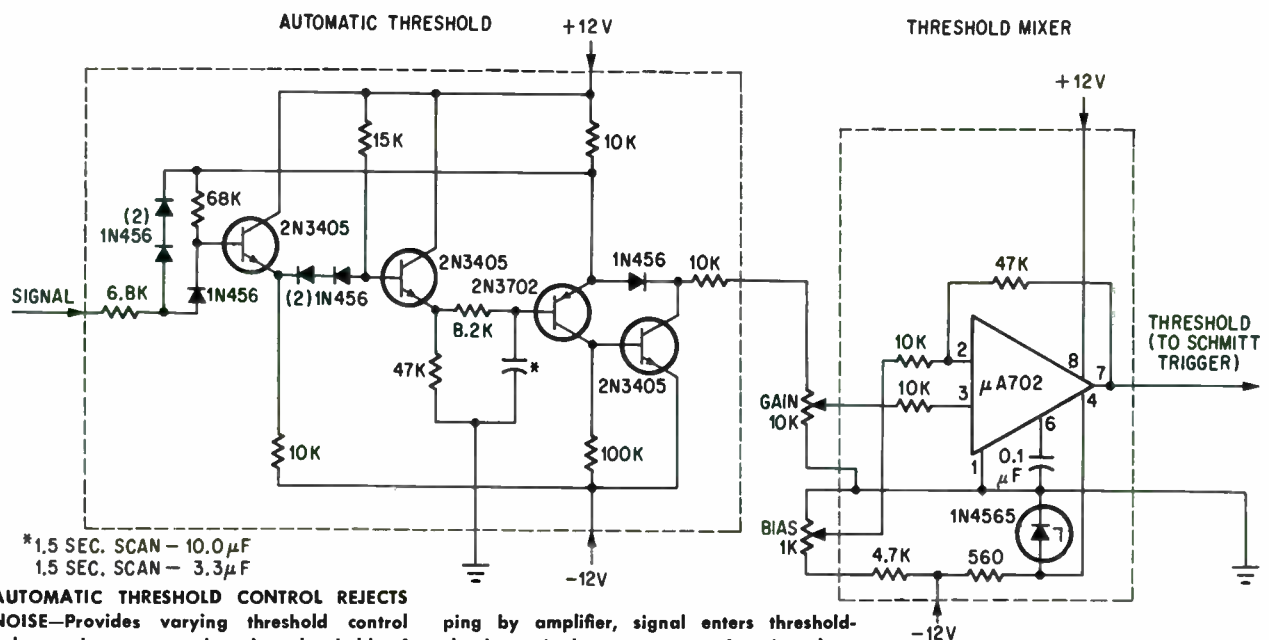 AUTOMATIC THRESHOLD
+12V
THRESHOLD MIXER
+12V
15K
10K
68K
(2)
1N456
2N3405
2N3405
1N456
10K
47K
SIGNAL
6.8K
1N456
(2)1N456
2N3702
8.2K
THRESHOLD
(TO SCHMITT
TRIGGER)
10K
2
8
7
47K
*
2N3405
10K
3
μA702
4
GAIN
10K
6
10K
100K
1
0.1
μF
1N4565
BIAS
1K
4.7K
560
*1.5 SEC. SCAN – 10.0μF
1.5 SEC. SCAN – 3.3μF
-12V
-12V
AUTOMATIC THRESHOLD CONTROL REJECTS
NOISE—Provides varying threshold control
ping by amplifier, signal enters threshold-